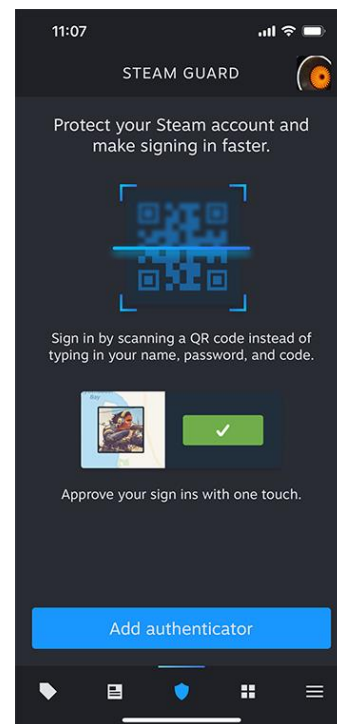 11:07
STEAM GUARD
Protect your Steam account and
make signing in faster.
Sign in by scanning a QR code instead of
typing in your name, password, and code.
Bay
Approve your sign ins with one touch.
Add authenticator